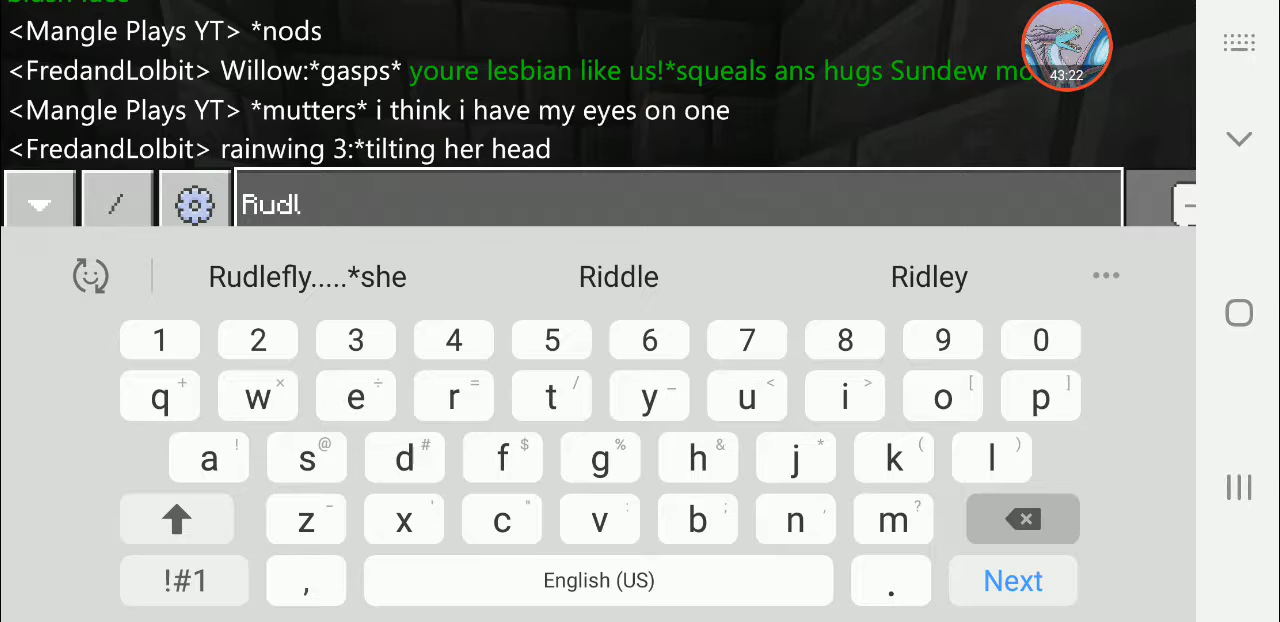 <Mangle Plays YT> *nods
<FredandLolbit> Willow:*gasps* youre lesbian like us!*squeals ans hugs Sundew mo
43:22
<Mangle Plays YT> *mutters* i think i have my eyes on one
<FredandLolbit> rainwing 3:*tilting her head
/ Rudl
Rudlefly.....*she Riddle Ridley
1 2 3 4 5 6 7 8 9 0
q + w × e ÷ r = t / y _ u < i > o [ p ]
a ! s @ d # f $ g % h & j * k ( l )
z - x ' c " v : b ; n , m ?
!#1 , English (US) . Next